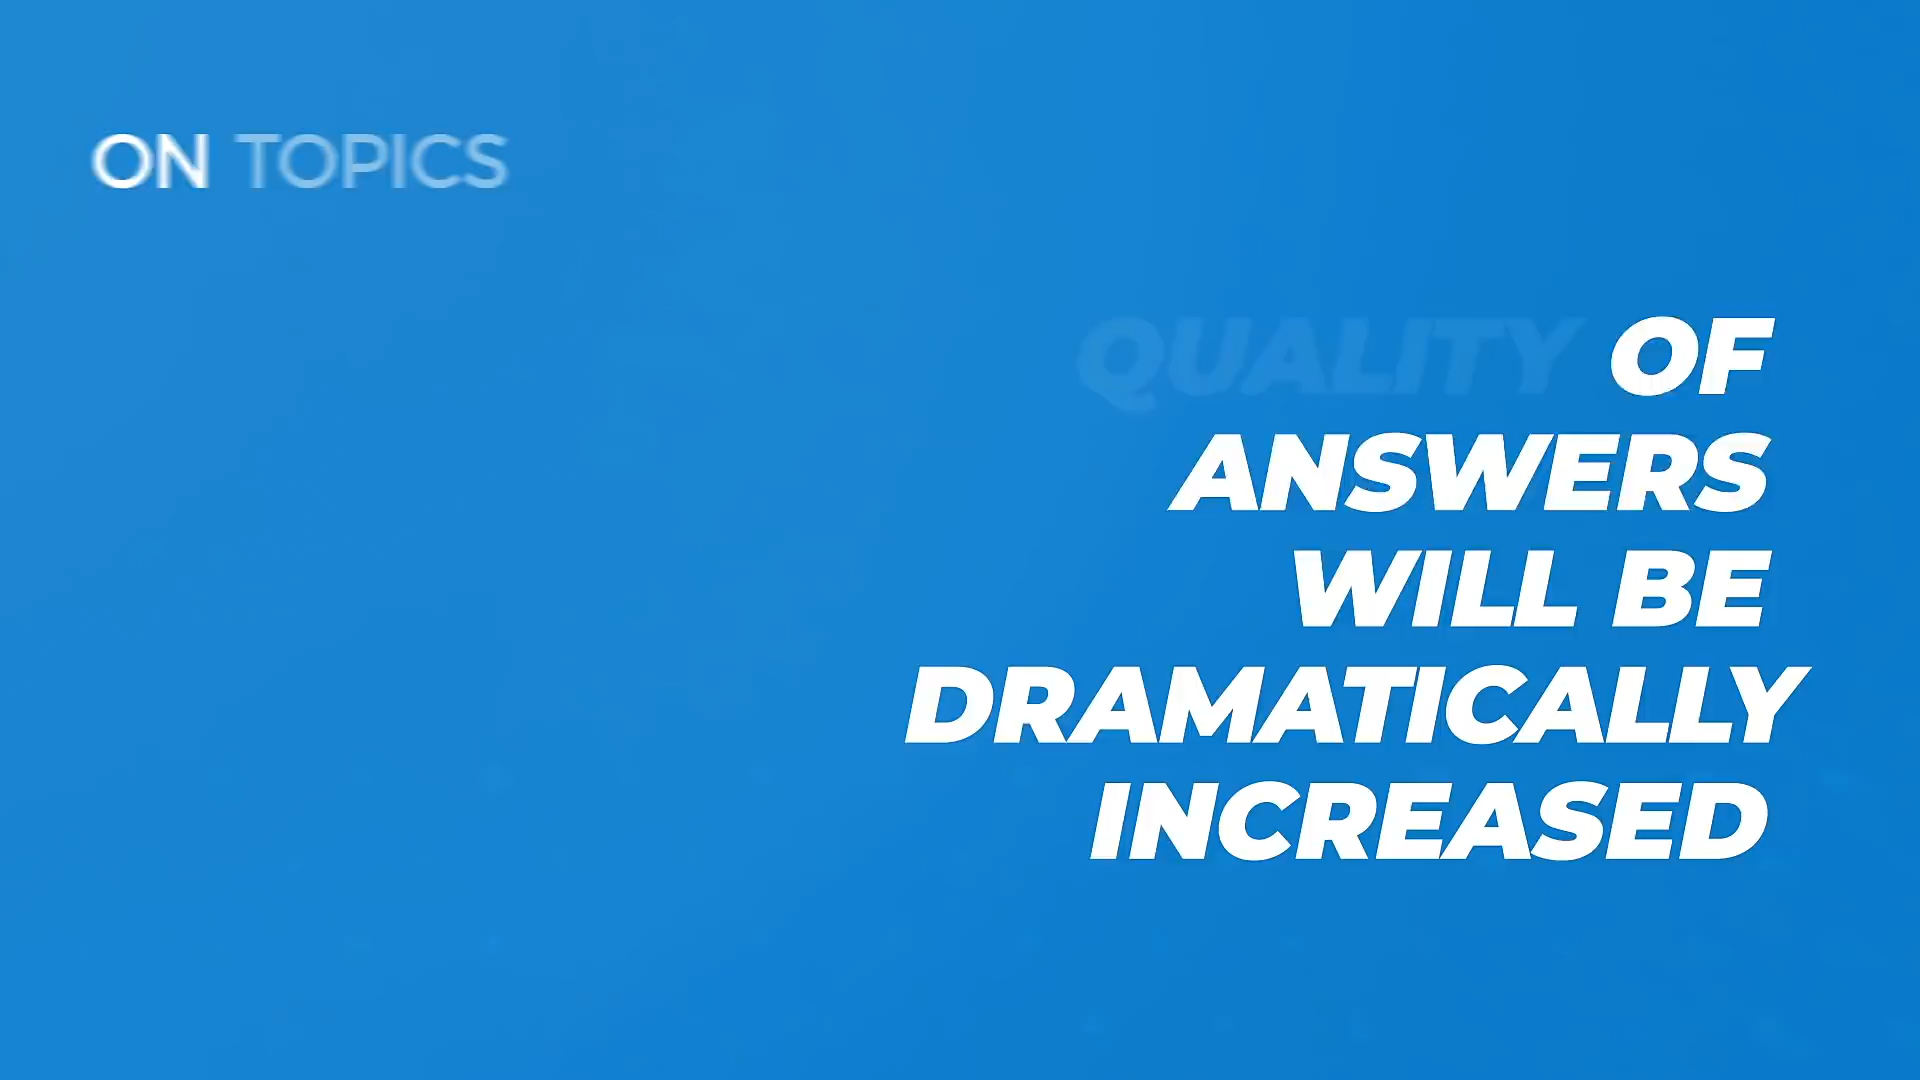 ON TOPICS
QUALITY OF
ANSWERS
WILL BE
DRAMATICALLY
INCREASED